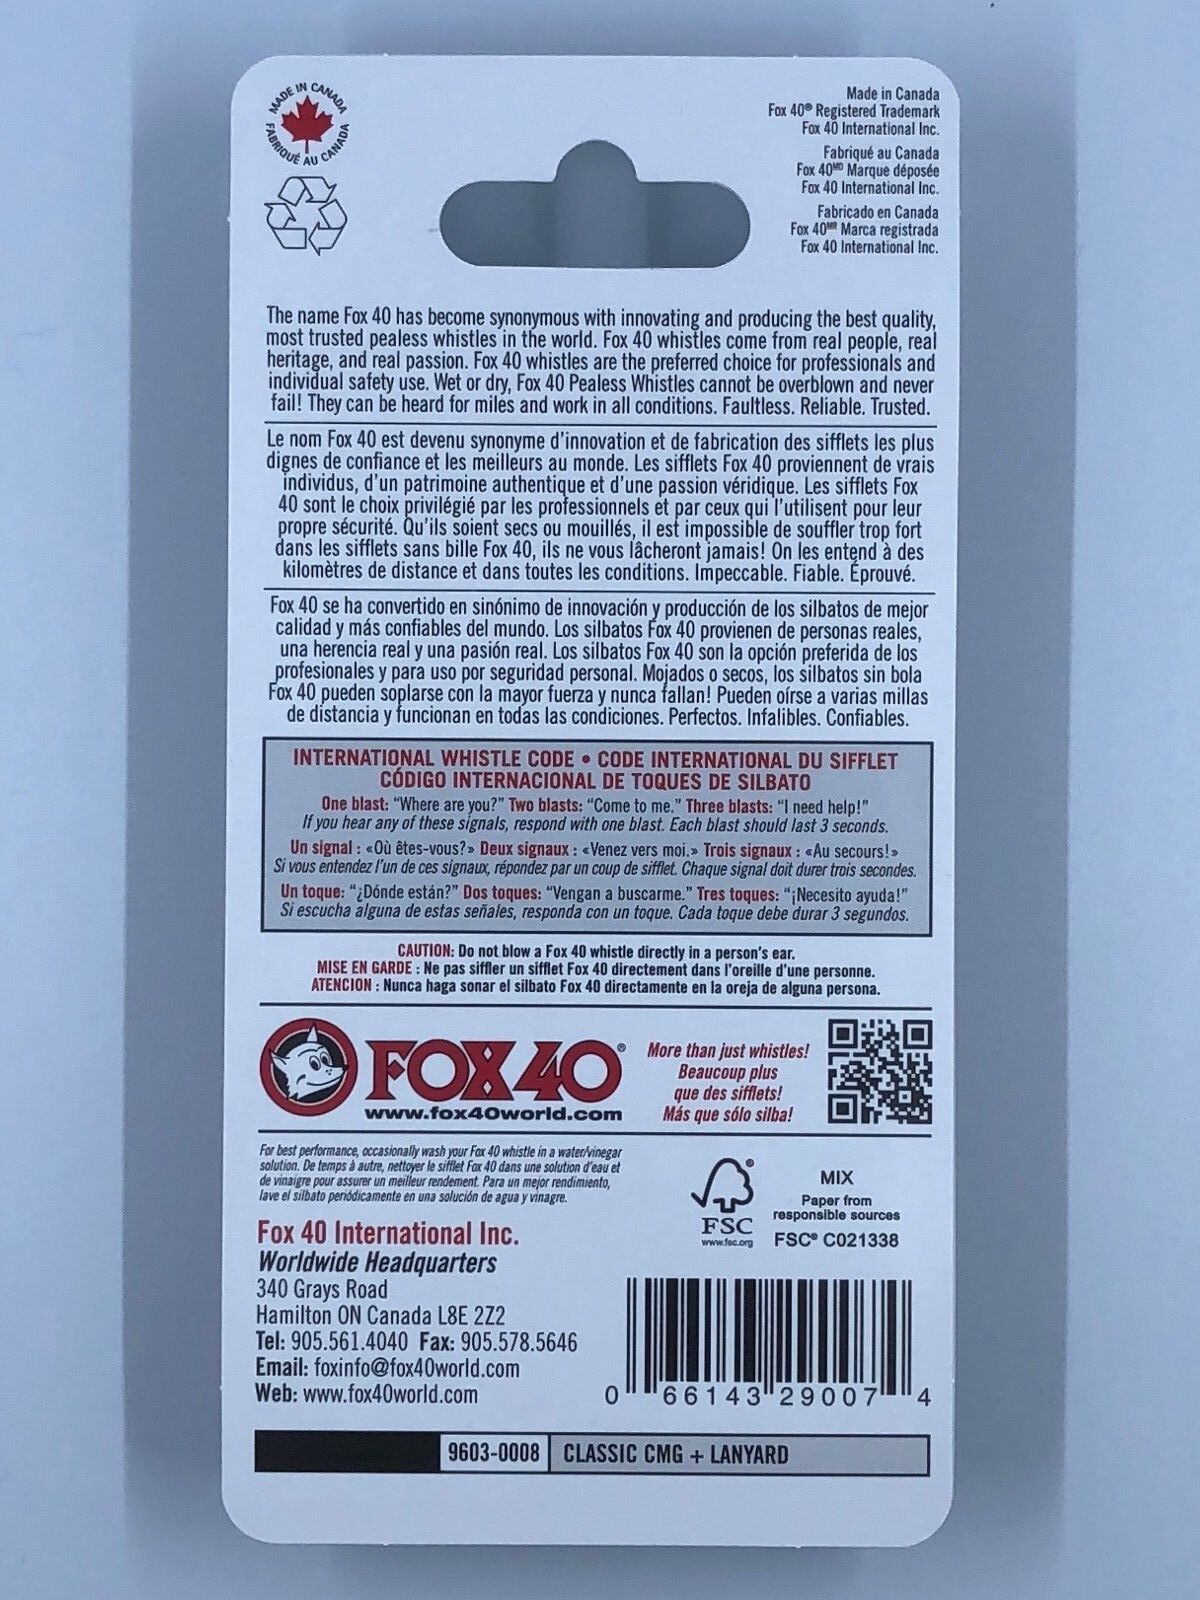 MADE IN CANADA
FABRIQUÉ AU CANADA
Made in Canada
Fox 40® Registered Trademark
Fox 40 International Inc.
Fabriqué au Canada
Fox 40MD Marque déposée
Fox 40 International Inc.
Fabricado en Canada
Fox 40MR Marca registrada
Fox 40 International Inc.
The name Fox 40 has become synonymous with innovating and producing the best quality,
most trusted pealess whistles in the world. Fox 40 whistles come from real people, real
heritage, and real passion. Fox 40 whistles are the preferred choice for professionals and
individual safety use. Wet or dry, Fox 40 Pealess Whistles cannot be overblown and never
fail! They can be heard for miles and work in all conditions. Faultless. Reliable. Trusted.
Le nom Fox 40 est devenu synonyme d'innovation et de fabrication des sifflets les plus
dignes de confiance et les meilleurs au monde. Les sifflets Fox 40 proviennent de vrais
individus, d'un patrimoine authentique et d'une passion véridique. Les sifflets Fox
40 sont le choix privilégié par les professionnels et par ceux qui l'utilisent pour leur
propre sécurité. Qu'ils soient secs ou mouillés, il est impossible de souffler trop fort
dans les sifflets sans bille Fox 40, ils ne vous lâcheront jamais! On les entend à des
kilomètres de distance et dans toutes les conditions. Impeccable. Fiable. Éprouvé.
Fox 40 se ha convertido en sinónimo de innovación y producción de los silbatos de mejor
calidad y más confiables del mundo. Los silbatos Fox 40 provienen de personas reales,
una herencia real y una pasión real. Los silbatos Fox 40 son la opción preferida de los
profesionales y para uso por seguridad personal. Mojados o secos, los silbatos sin bola
Fox 40 pueden soplarse con la mayor fuerza y nunca fallan! Pueden oírse a varias millas
de distancia y funcionan en todas las condiciones. Perfectos. Infalibles. Confiables.
INTERNATIONAL WHISTLE CODE • CODE INTERNATIONAL DU SIFFLET
CÓDIGO INTERNACIONAL DE TOQUES DE SILBATO
One blast: "Where are you?" Two blasts: "Come to me." Three blasts: "I need help!"
If you hear any of these signals, respond with one blast. Each blast should last 3 seconds.
Un signal : «Où êtes-vous?» Deux signaux : «Venez vers moi.» Trois signaux : «Au secours!»
Si vous entendez l'un de ces signaux, répondez par un coup de sifflet. Chaque signal doit durer trois secondes.
Un toque: "¿Dónde están?" Dos toques: "Vengan a buscarme." Tres toques: "¡Necesito ayuda!"
Si escucha alguna de estas señales, responda con un toque. Cada toque debe durar 3 segundos.
CAUTION: Do not blow a Fox 40 whistle directly in a person's ear.
MISE EN GARDE : Ne pas siffler un sifflet Fox 40 directement dans l'oreille d'une personne.
ATENCION : Nunca haga sonar el silbato Fox 40 directamente en la oreja de alguna persona.
FOX 40®
www.fox40world.com
More than just whistles!
Beaucoup plus
que des sifflets!
Más que sólo silba!
For best performance, occasionally wash your Fox 40 whistle in a water/vinegar
solution. De temps à autre, nettoyer le sifflet Fox 40 dans une solution d'eau et
de vinaigre pour assurer un meilleur rendement. Para un mejor rendimiento,
lave el silbato periódicamente en una solución de agua y vinagre.
FSC
www.fsc.org
MIX
Paper from
responsible sources
FSC® C021338
Fox 40 International Inc.
Worldwide Headquarters
340 Grays Road
Hamilton ON Canada L8E 2Z2
Tel: 905.561.4040 Fax: 905.578.5646
Email: foxinfo@fox40world.com
Web: www.fox40world.com
0 66143 29007 4
9603-0008 CLASSIC CMG + LANYARD